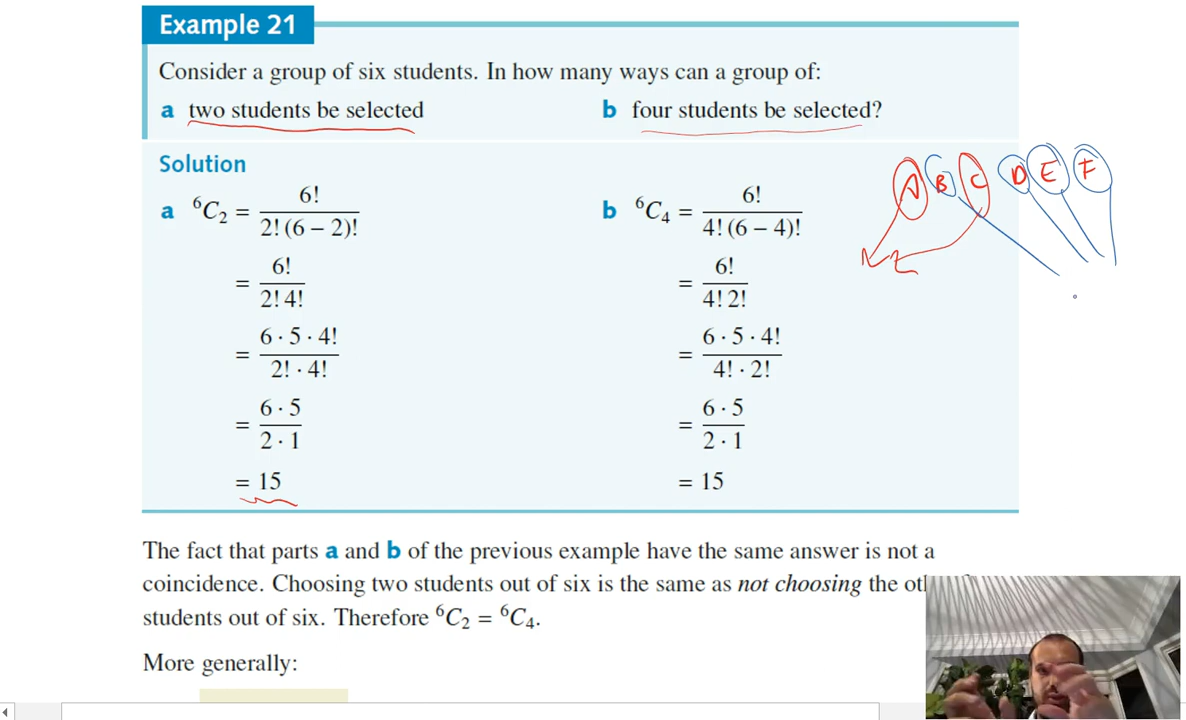 Example 21
Consider a group of six students. In how many ways can a group of:
a two students be selected
b four students be selected?
Solution
a ⁶C₂ = 6! / 2! (6 − 2)!
= 6! / 2! 4!
= 6 · 5 · 4! / 2! · 4!
= 6 · 5 / 2 · 1
= 15
b ⁶C₄ = 6! / 4! (6 − 4)!
= 6! / 4! 2!
= 6 · 5 · 4! / 4! · 2!
= 6 · 5 / 2 · 1
= 15
A B C D E F
The fact that parts a and b of the previous example have the same answer is not a
coincidence. Choosing two students out of six is the same as not choosing the
students out of six. Therefore ⁶C₂ = ⁶C₄.
More generally: